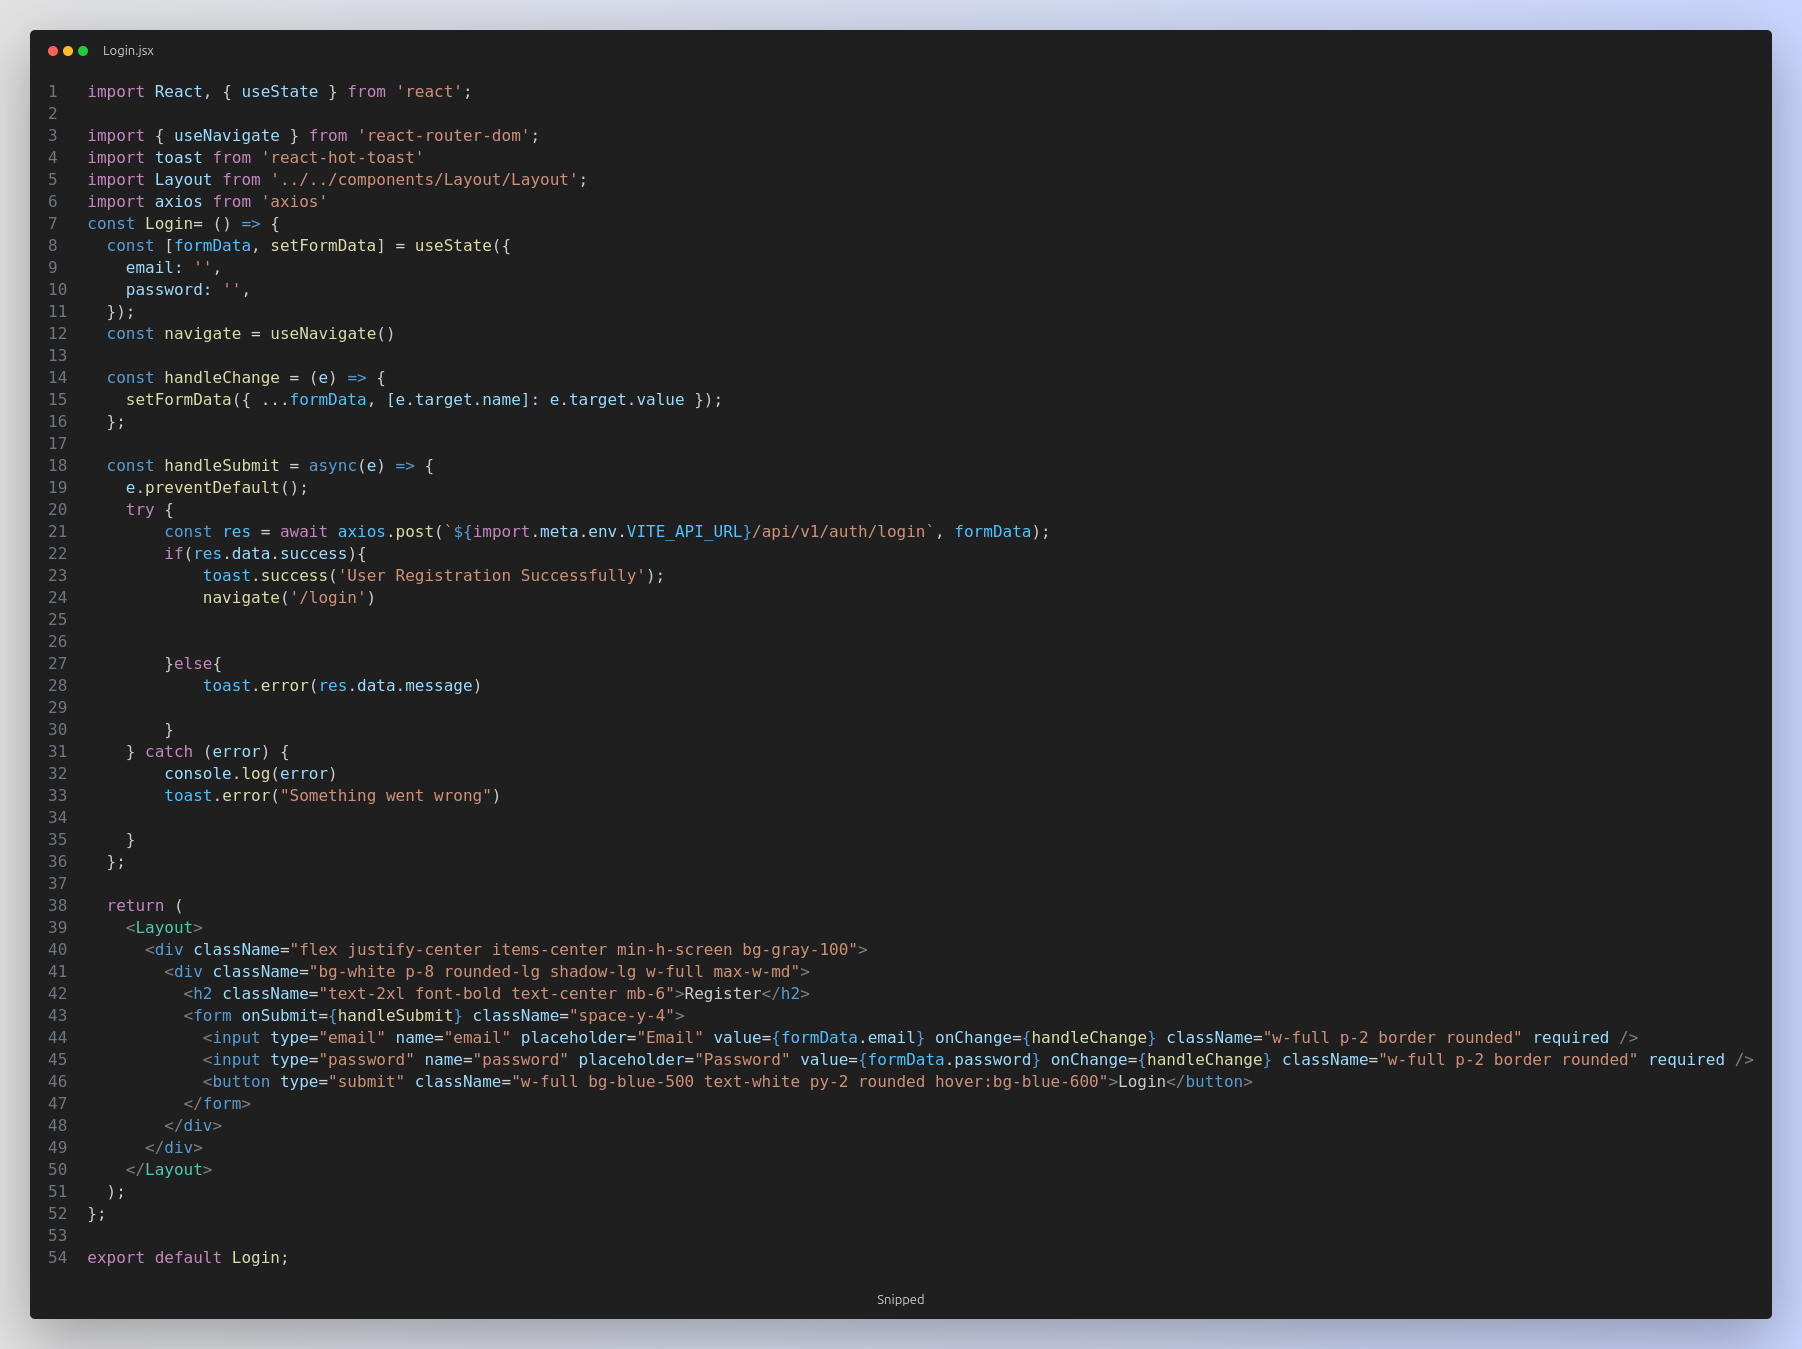 Login.jsx
1 import React, { useState } from 'react';
2
3 import { useNavigate } from 'react-router-dom';
4 import toast from 'react-hot-toast'
5 import Layout from '../../components/Layout/Layout';
6 import axios from 'axios'
7 const Login= () => {
8   const [formData, setFormData] = useState({
9     email: '',
10     password: '',
11   });
12   const navigate = useNavigate()
13
14   const handleChange = (e) => {
15     setFormData({ ...formData, [e.target.name]: e.target.value });
16   };
17
18   const handleSubmit = async(e) => {
19     e.preventDefault();
20     try {
21         const res = await axios.post(`${import.meta.env.VITE_API_URL}/api/v1/auth/login`, formData);
22         if(res.data.success){
23             toast.success('User Registration Successfully');
24             navigate('/login')
25
26
27         }else{
28             toast.error(res.data.message)
29
30         }
31     } catch (error) {
32         console.log(error)
33         toast.error("Something went wrong")
34
35     }
36   };
37
38   return (
39     <Layout>
40       <div className="flex justify-center items-center min-h-screen bg-gray-100">
41         <div className="bg-white p-8 rounded-lg shadow-lg w-full max-w-md">
42           <h2 className="text-2xl font-bold text-center mb-6">Register</h2>
43           <form onSubmit={handleSubmit} className="space-y-4">
44             <input type="email" name="email" placeholder="Email" value={formData.email} onChange={handleChange} className="w-full p-2 border rounded" required />
45             <input type="password" name="password" placeholder="Password" value={formData.password} onChange={handleChange} className="w-full p-2 border rounded" required />
46             <button type="submit" className="w-full bg-blue-500 text-white py-2 rounded hover:bg-blue-600">Login</button>
47           </form>
48         </div>
49       </div>
50     </Layout>
51   );
52 };
53
54 export default Login;
Snipped